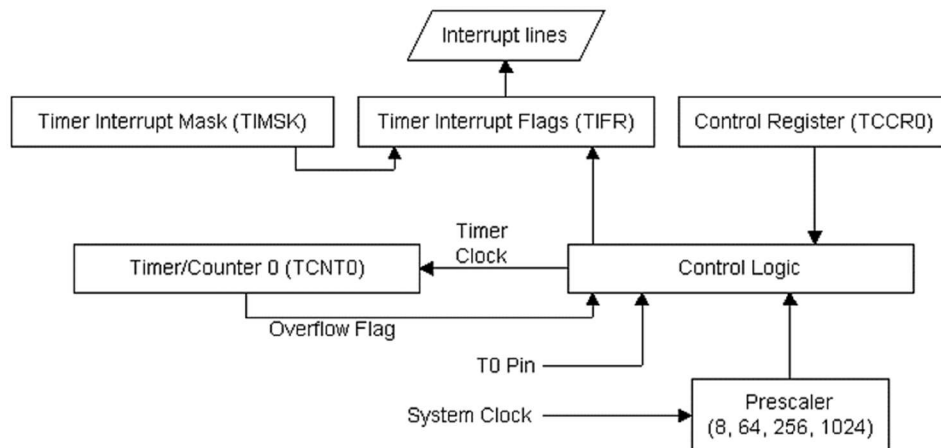 Interrupt lines
Timer Interrupt Mask (TIMSK)
Timer Interrupt Flags (TIFR)
Control Register (TCCR0)
Timer
Clock
Timer/Counter 0 (TCNT0)
Control Logic
Overflow Flag
T0 Pin
System Clock
Prescaler
(8, 64, 256, 1024)